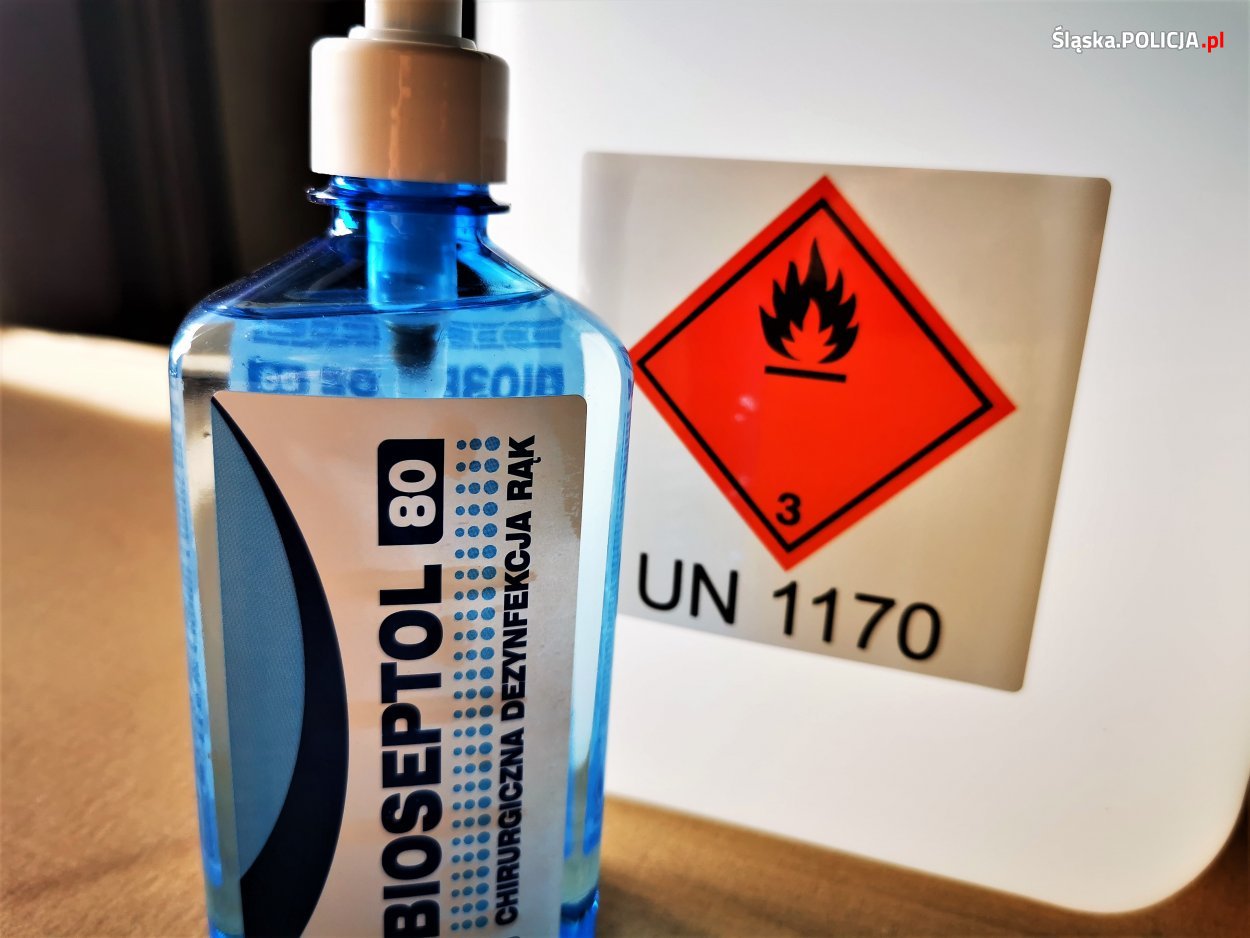 Śląska.POLICJA.pl
BIOSEPTOL 80
CHIRURGICZNA DEZYNFEKCJA RĄK
3
UN 1170